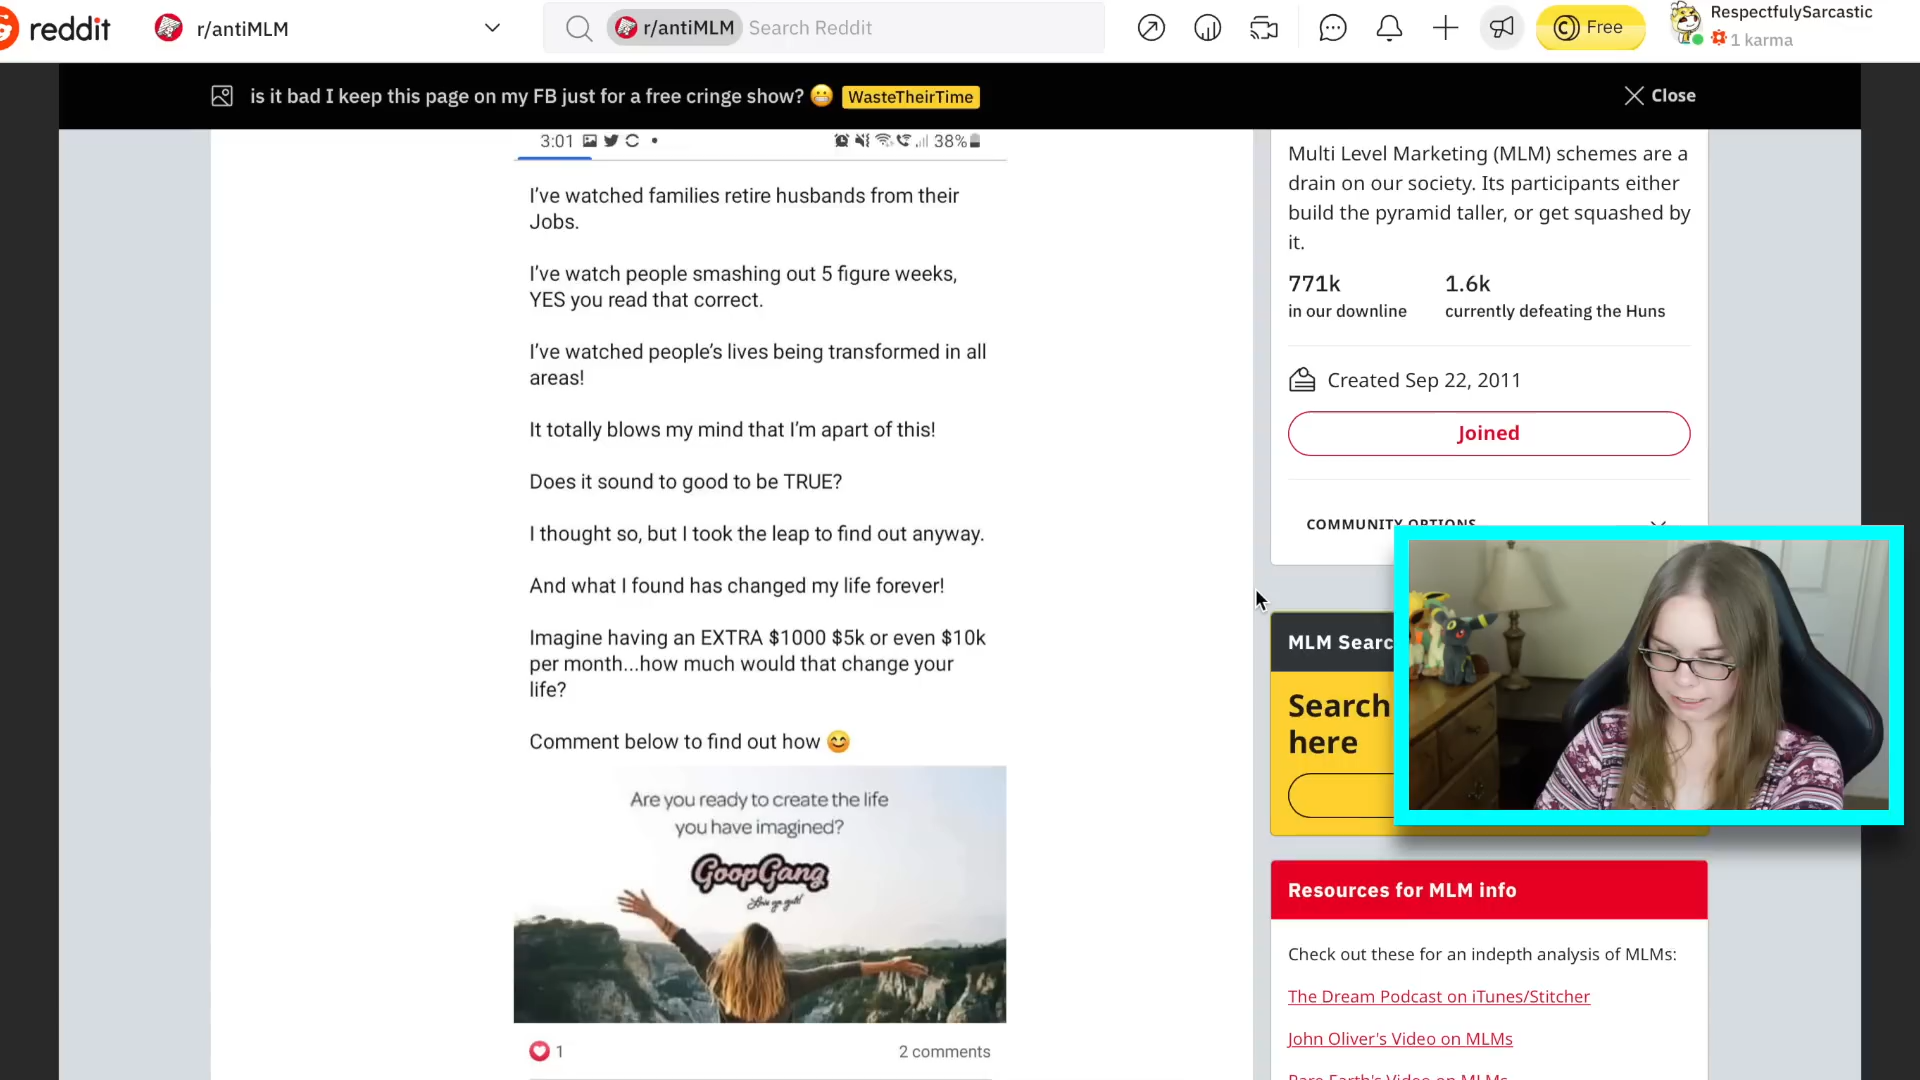 reddit
r/antiMLM
r/antiMLM Search Reddit
Free
RespectfulySarcastic
1 karma
is it bad I keep this page on my FB just for a free cringe show? 😬 WasteTheirTime
Close
3:01
38%
I've watched families retire husbands from their
Jobs.
I've watch people smashing out 5 figure weeks,
YES you read that correct.
I've watched people's lives being transformed in all
areas!
It totally blows my mind that I'm apart of this!
Does it sound to good to be TRUE?
I thought so, but I took the leap to find out anyway.
And what I found has changed my life forever!
Imagine having an EXTRA $1000 $5k or even $10k
per month...how much would that change your
life?
Comment below to find out how 😊
Are you ready to create the life
you have imagined?
GoopGang
Love ya guts!
1
2 comments
Multi Level Marketing (MLM) schemes are a
drain on our society. Its participants either
build the pyramid taller, or get squashed by
it.
771k
in our downline
1.6k
currently defeating the Huns
Created Sep 22, 2011
Joined
COMMUNITY OPTIONS
MLM Searc
Search
here
Resources for MLM info
Check out these for an indepth analysis of MLMs:
The Dream Podcast on iTunes/Stitcher
John Oliver's Video on MLMs
Rare Earth's Video on MLMs